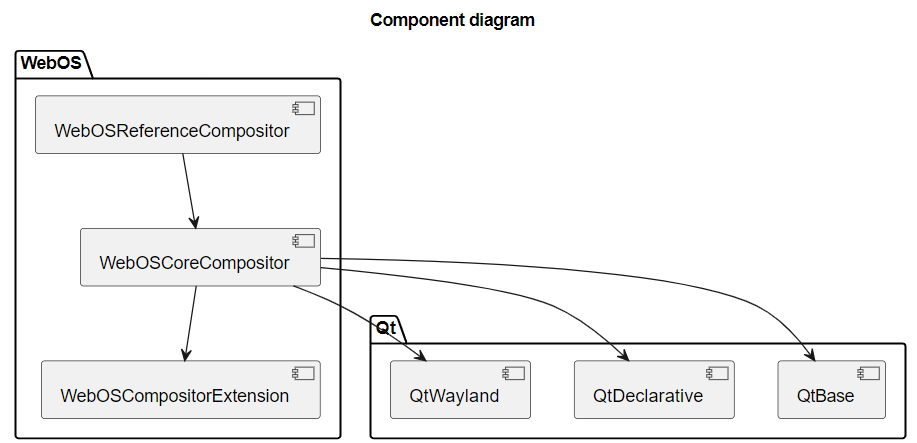 Component diagram
WebOS
WebOSReferenceCompositor
WebOSCoreCompositor
Qt
WebOSCompositorExtension
QtWayland
QtDeclarative
QtBase